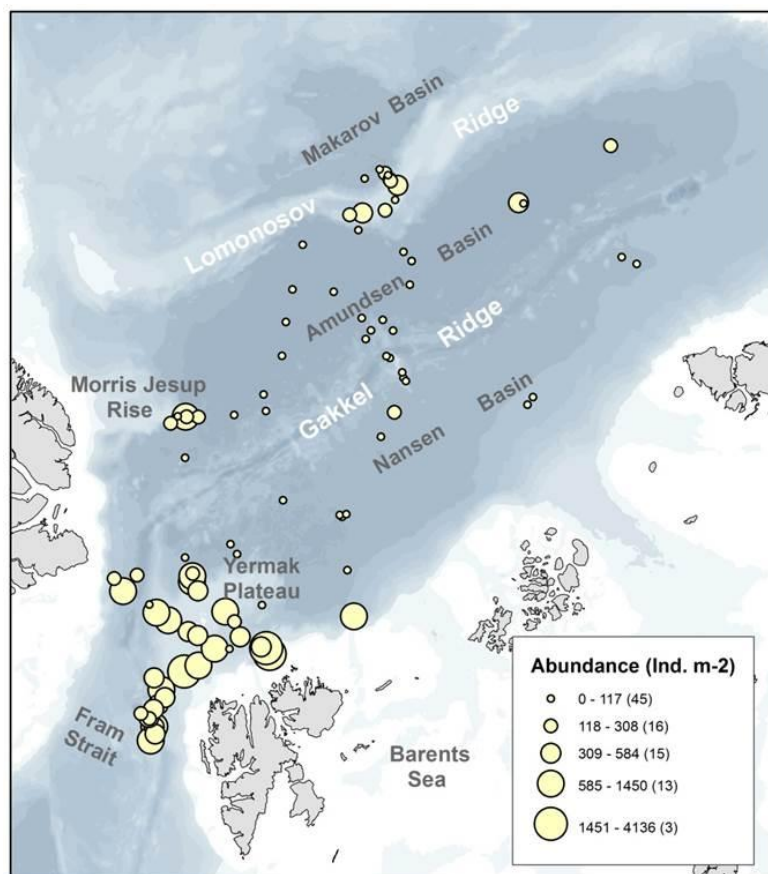 Makarov Basin
Ridge
Lomonosov
Amundsen Basin
Ridge
Morris Jesup
Rise
Gakkel
Nansen Basin
Yermak
Plateau
Fram
Strait
Barents
Sea
Abundance (Ind. m-2)
0 - 117 (45)
118 - 308 (16)
309 - 584 (15)
585 - 1450 (13)
1451 - 4136 (3)